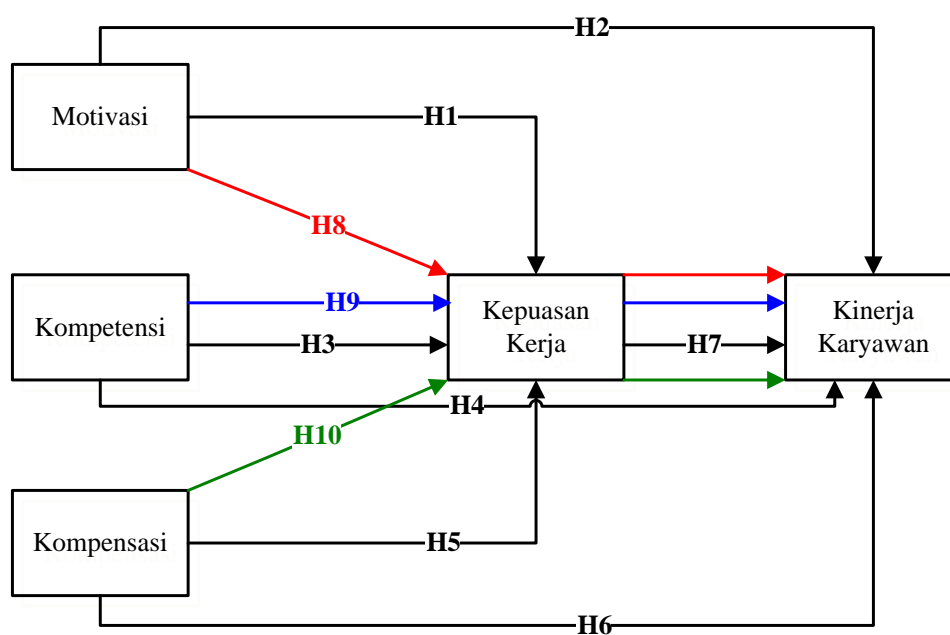 H2
Motivasi
H1
H8
H9
Kompetensi
H3
Kepuasan
Kerja
H7
Kinerja
Karyawan
H4
H10
Kompensasi
H5
H6